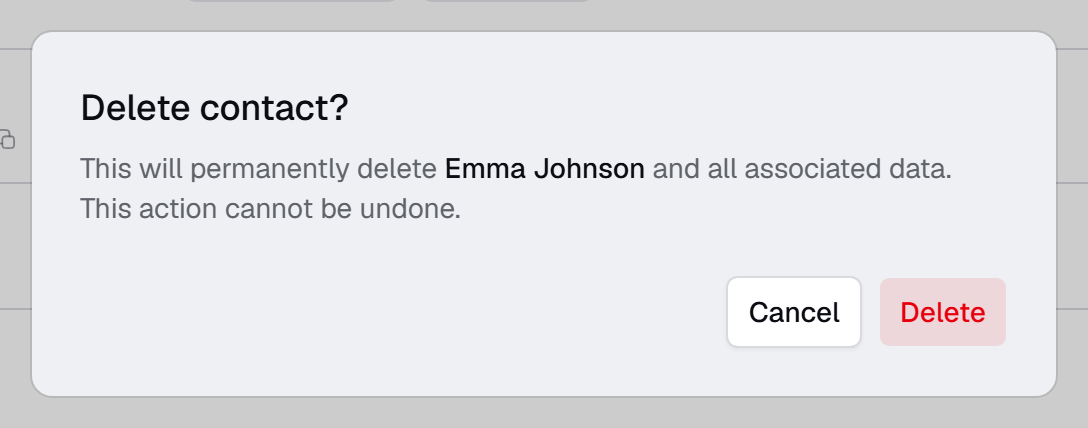 Delete contact?
This will permanently delete Emma Johnson and all associated data.
This action cannot be undone.
Cancel
Delete